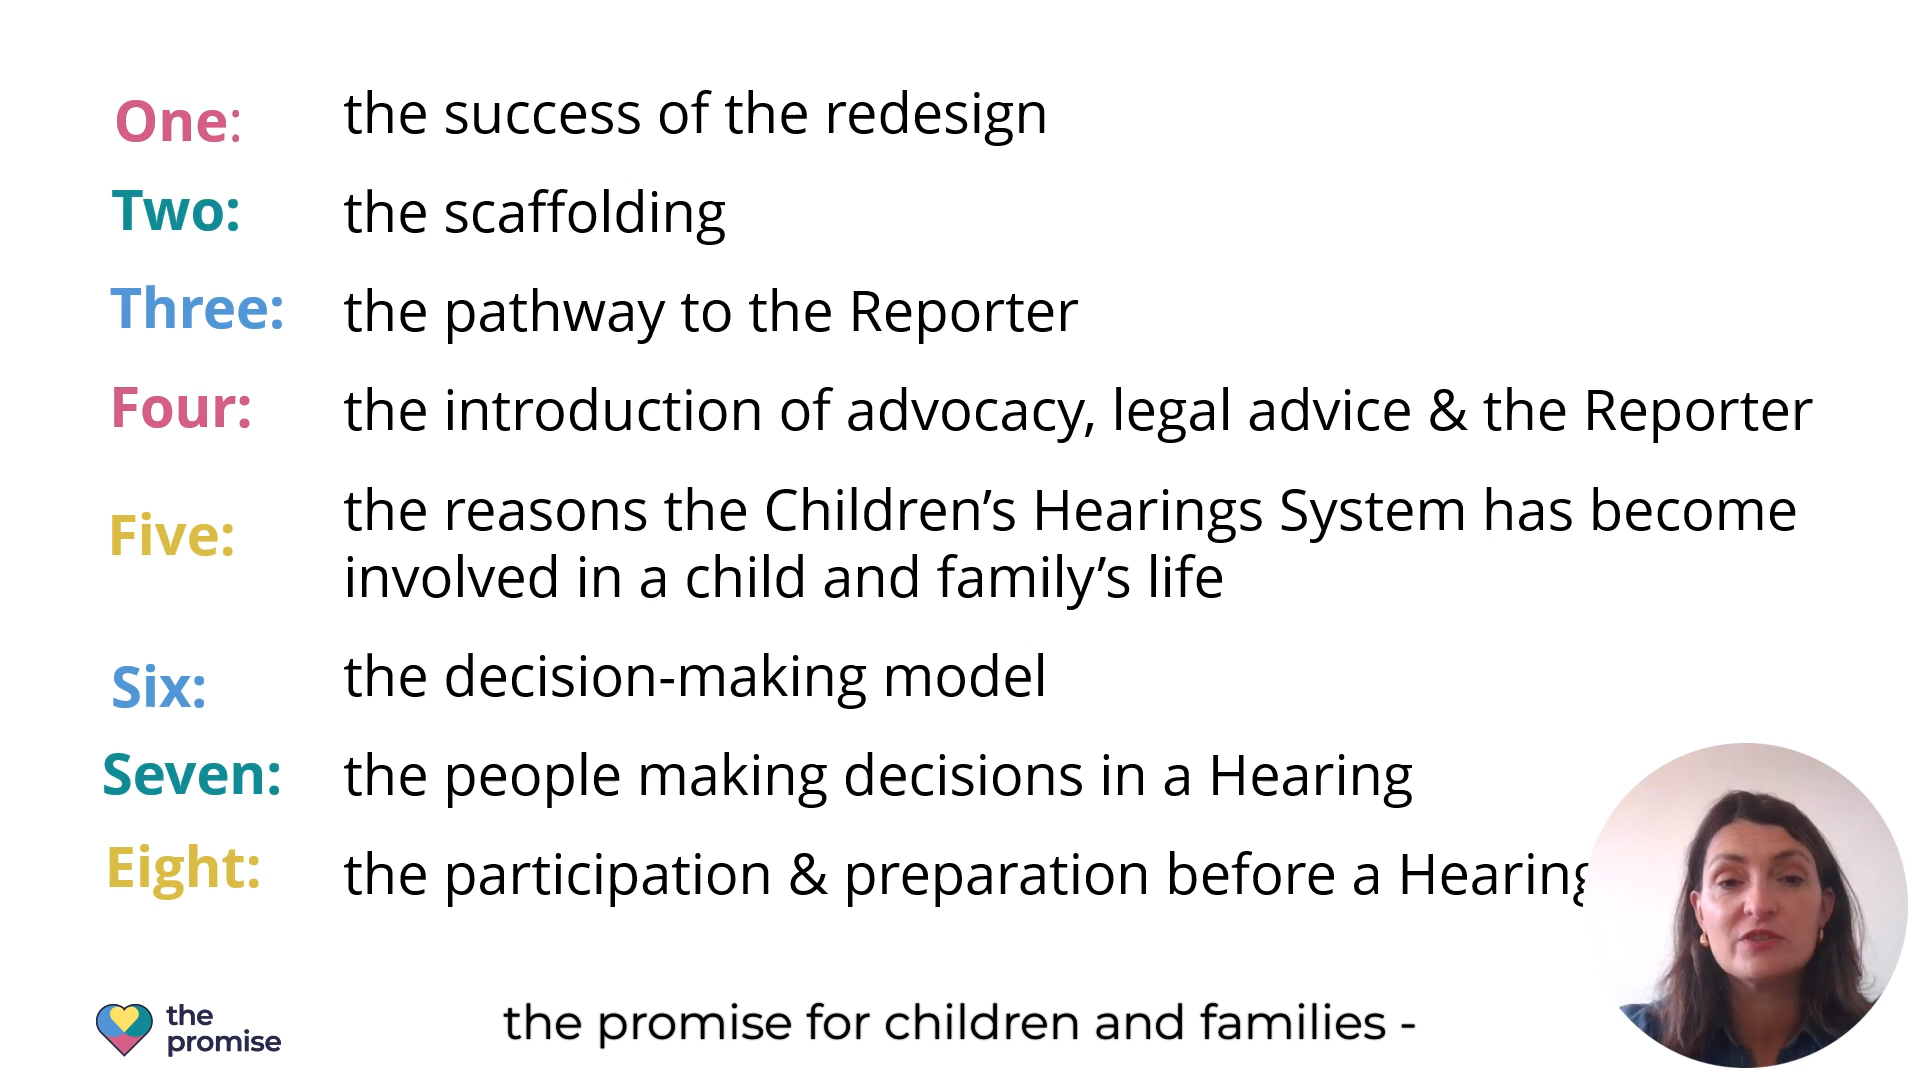 One: the success of the redesign
Two: the scaffolding
Three: the pathway to the Reporter
Four: the introduction of advocacy, legal advice & the Reporter
Five: the reasons the Children’s Hearings System has become
involved in a child and family’s life
Six: the decision-making model
Seven: the people making decisions in a Hearing
Eight: the participation & preparation before a Hearing
the
promise
the promise for children and families -